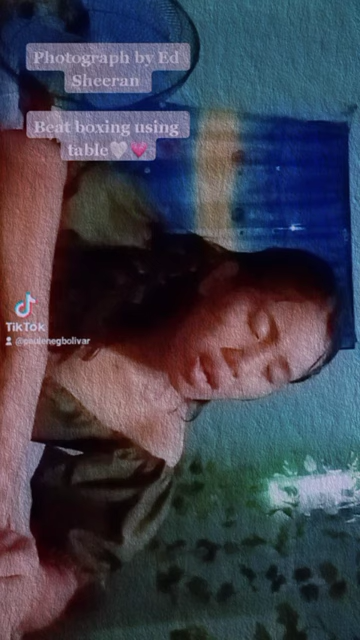 Photograph by Ed
Sheeran
Beat boxing using
table🤍💗
TikTok
@paulenegbolivar